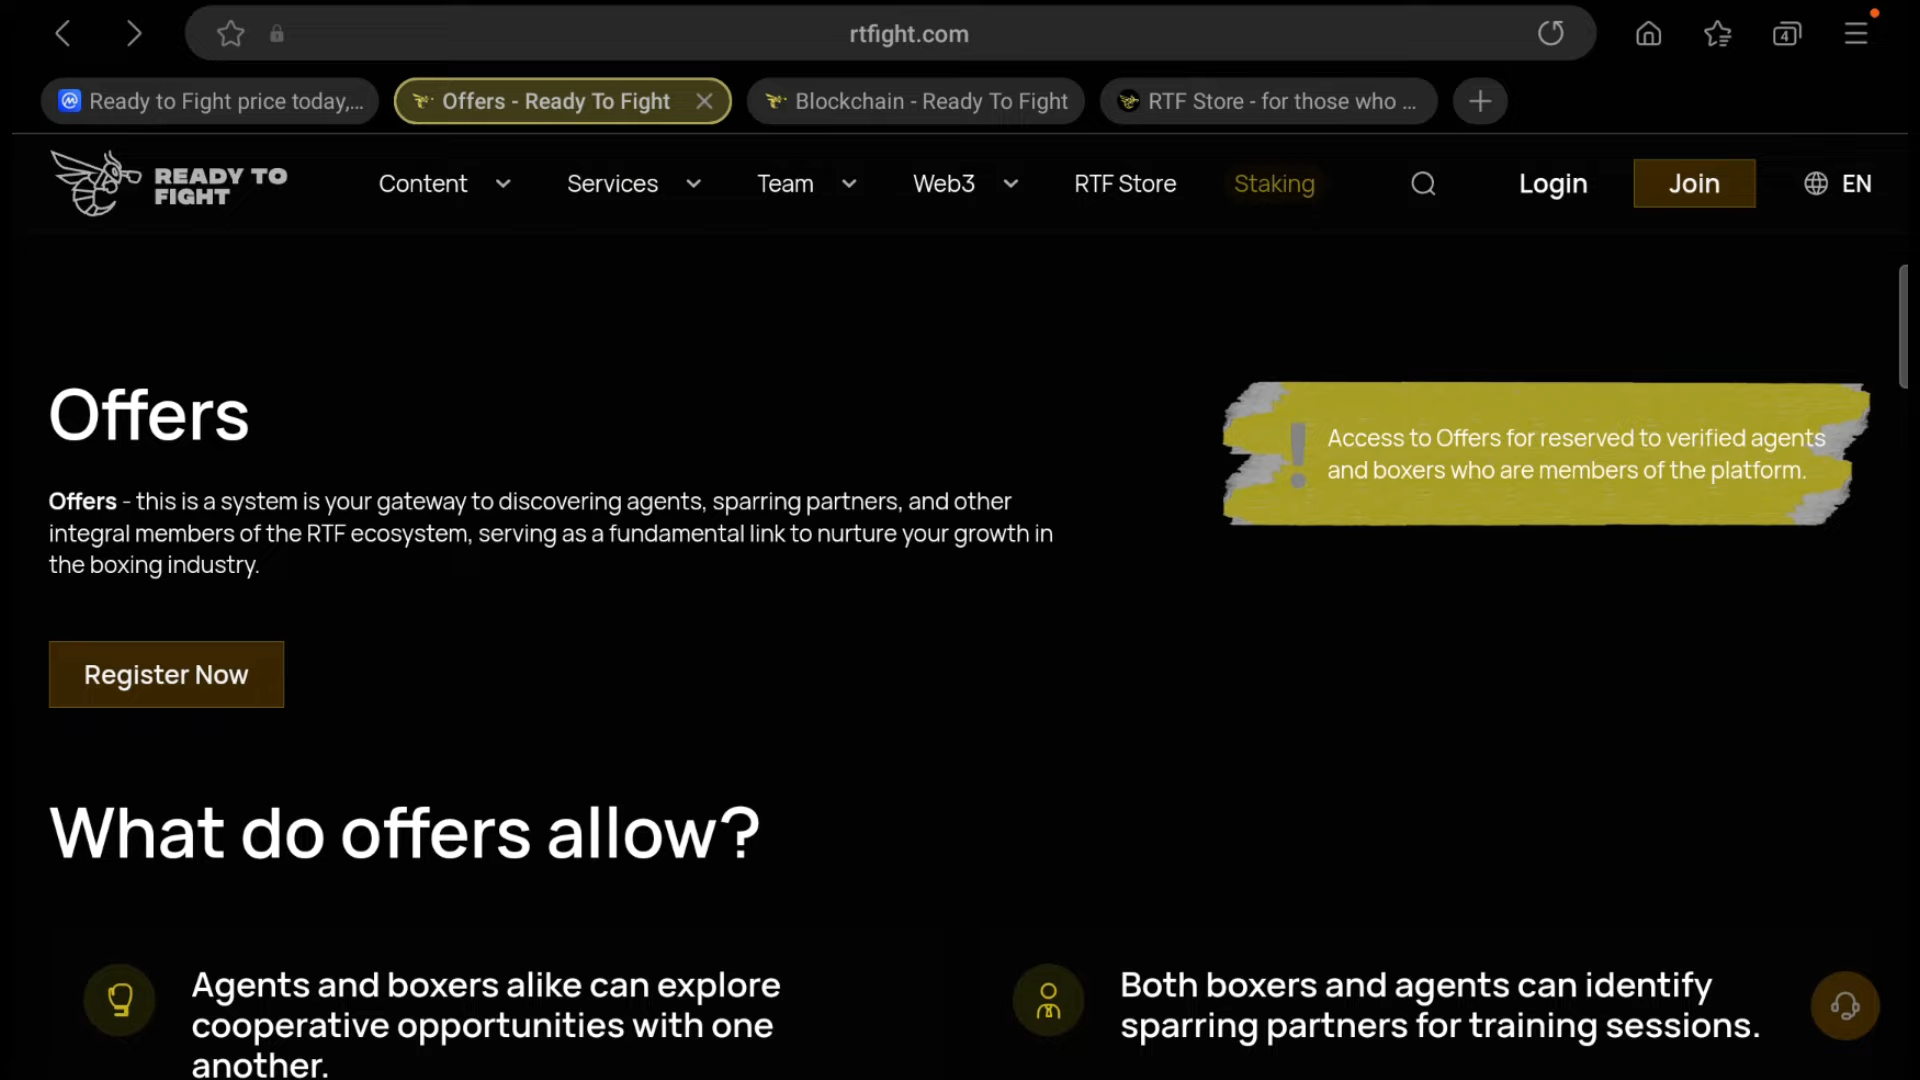 rtfight.com
4
Ready to Fight price today,...
Offers - Ready To Fight
Blockchain - Ready To Fight
RTF Store - for those who ...
READY TO
FIGHT
Content
Services
Team
Web3
RTF Store
Staking
Login
Join
EN
Offers
Access to Offers for reserved to verified agents
and boxers who are members of the platform.
Offers - this is a system is your gateway to discovering agents, sparring partners, and other
integral members of the RTF ecosystem, serving as a fundamental link to nurture your growth in
the boxing industry.
Register Now
What do offers allow?
Agents and boxers alike can explore
cooperative opportunities with one
another.
Both boxers and agents can identify
sparring partners for training sessions.